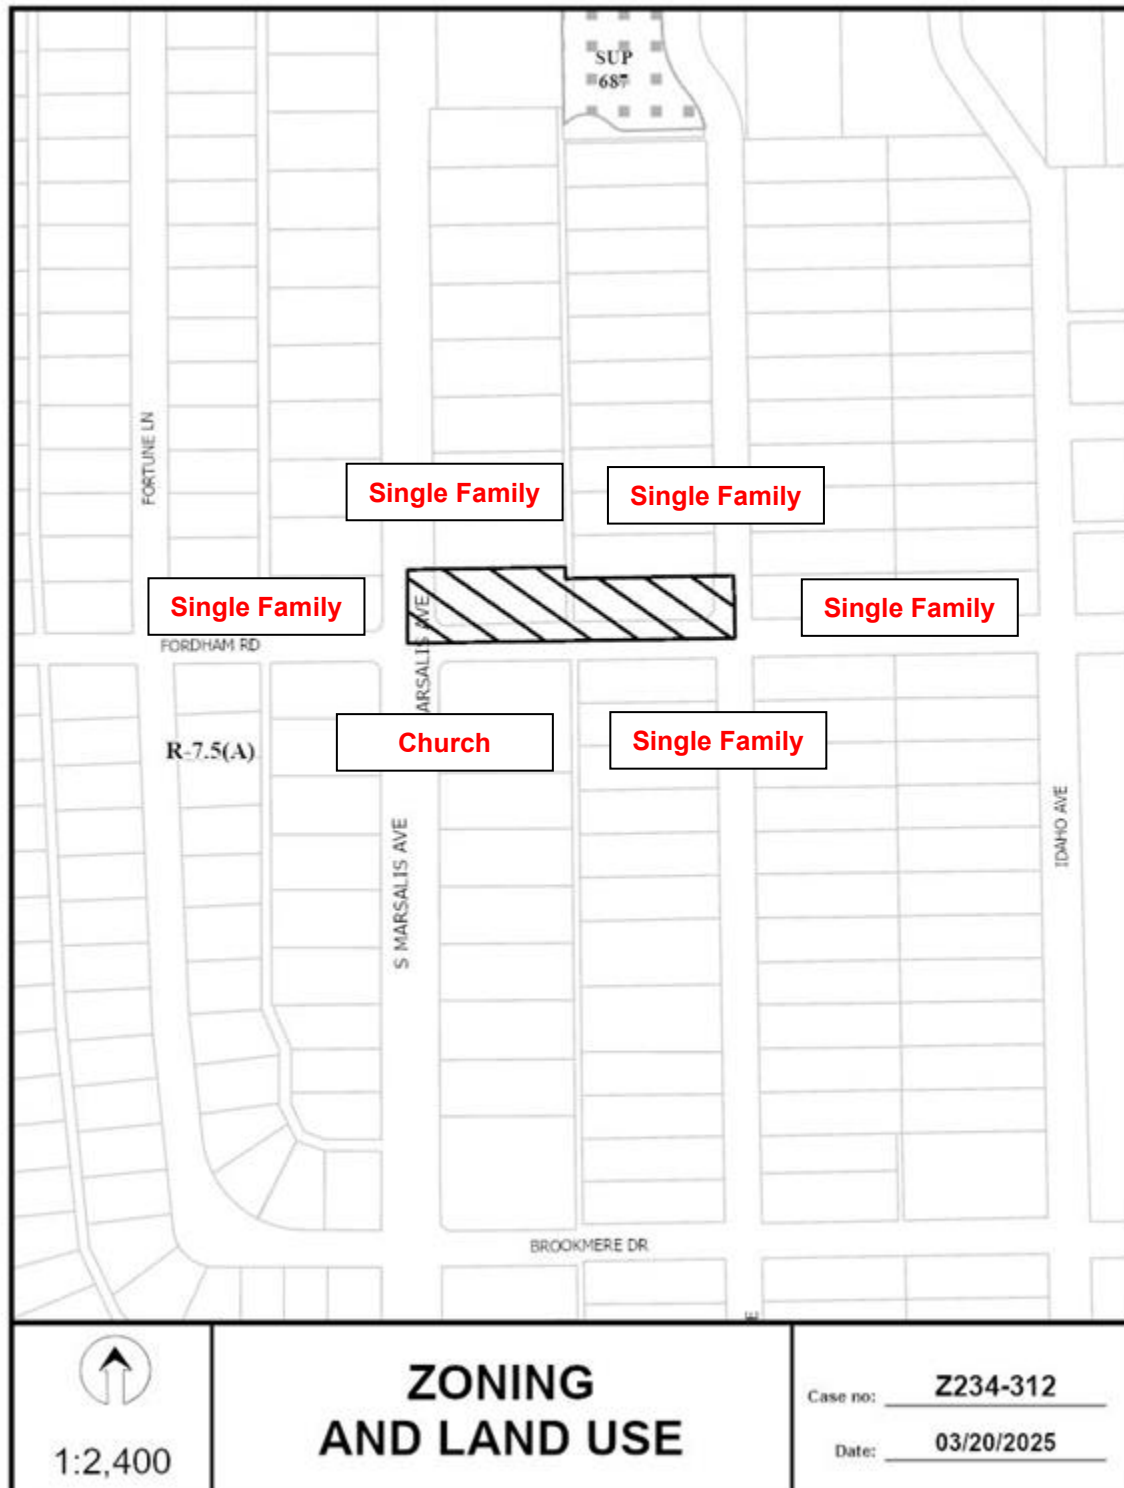 SUP
687
FORTUNE LN
Single Family
Single Family
Single Family
Single Family
FORDHAM RD
ARSALIS AVE
R-7.5(A)
Church
Single Family
S MARSALIS AVE
IDAHO AVE
BROOKMERE DR
E
1:2,400
ZONING
AND LAND USE
Case no: Z234-312
Date: 03/20/2025